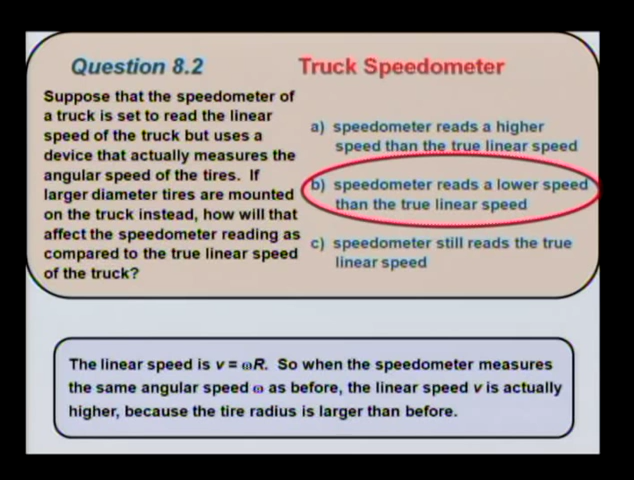 Question 8.2
Truck Speedometer
Suppose that the speedometer of
a truck is set to read the linear
speed of the truck but uses a
device that actually measures the
angular speed of the tires. If
larger diameter tires are mounted
on the truck instead, how will that
affect the speedometer reading as
compared to the true linear speed
of the truck?
a) speedometer reads a higher
speed than the true linear speed
b) speedometer reads a lower speed
than the true linear speed
c) speedometer still reads the true
linear speed
The linear speed is v = ωR. So when the speedometer measures
the same angular speed ω as before, the linear speed v is actually
higher, because the tire radius is larger than before.